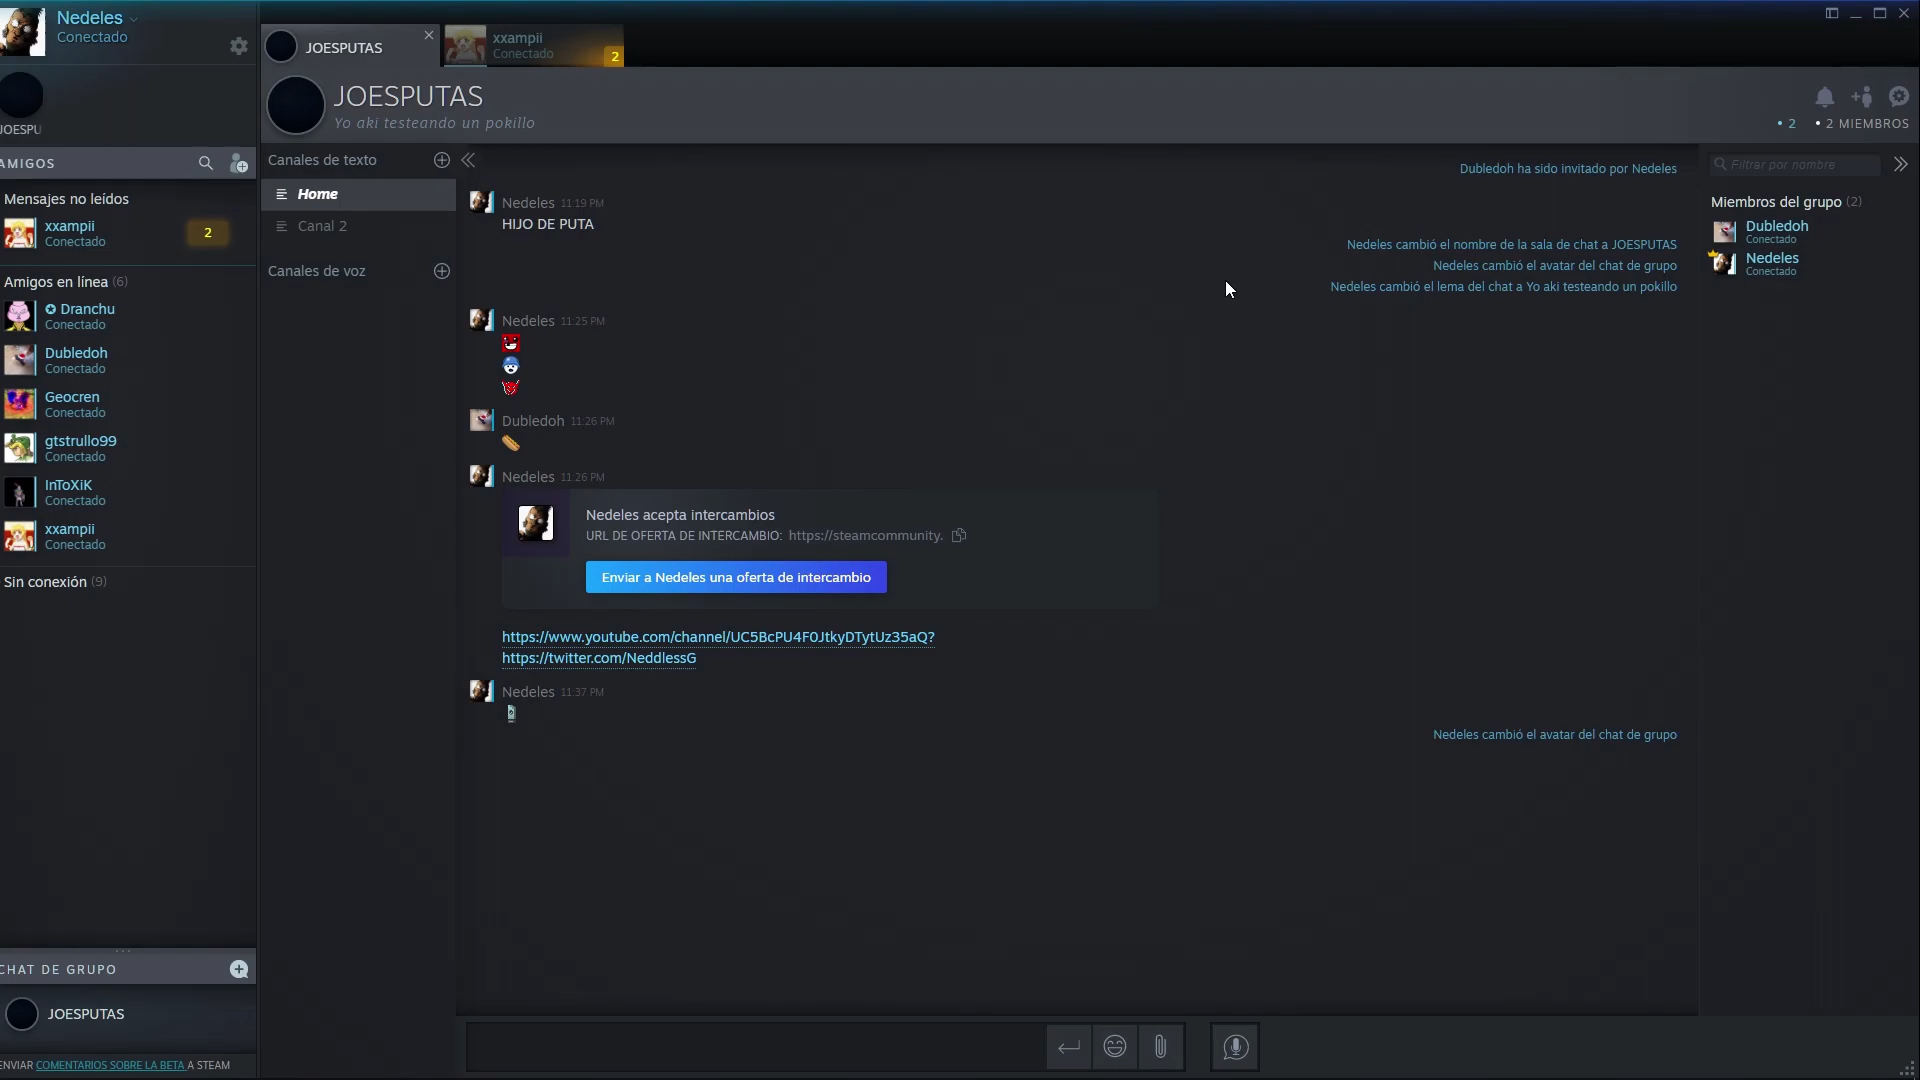 Nedeles
Conectado
JOESPU
AMIGOS
Mensajes no leídos
xxampii
Conectado
2
Amigos en línea (6)
✪ Dranchu
Conectado
Dubledoh
Conectado
Geocren
Conectado
gtstrullo99
Conectado
InToXiK
Conectado
xxampii
Conectado
Sin conexión (9)
CHAT DE GRUPO
JOESPUTAS
ENVIAR COMENTARIOS SOBRE LA BETA A STEAM
JOESPUTAS
xxampii
Conectado
2
JOESPUTAS
Yo aki testeando un pokillo
• 2 • 2 MIEMBROS
Canales de texto
Home
Canal 2
Canales de voz
Dubledoh ha sido invitado por Nedeles
Nedeles 11:19 PM
HIJO DE PUTA
Nedeles cambió el nombre de la sala de chat a JOESPUTAS
Nedeles cambió el avatar del chat de grupo
Nedeles cambió el lema del chat a Yo aki testeando un pokillo
Nedeles 11:25 PM
Dubledoh 11:26 PM
Nedeles 11:26 PM
Nedeles acepta intercambios
URL DE OFERTA DE INTERCAMBIO: https://steamcommunity.
Enviar a Nedeles una oferta de intercambio
https://www.youtube.com/channel/UC5BcPU4F0JtkyDTytUz35aQ?
https://twitter.com/NeddlessG
Nedeles 11:37 PM
Nedeles cambió el avatar del chat de grupo
Filtrar por nombre
Miembros del grupo (2)
Dubledoh
Conectado
Nedeles
Conectado